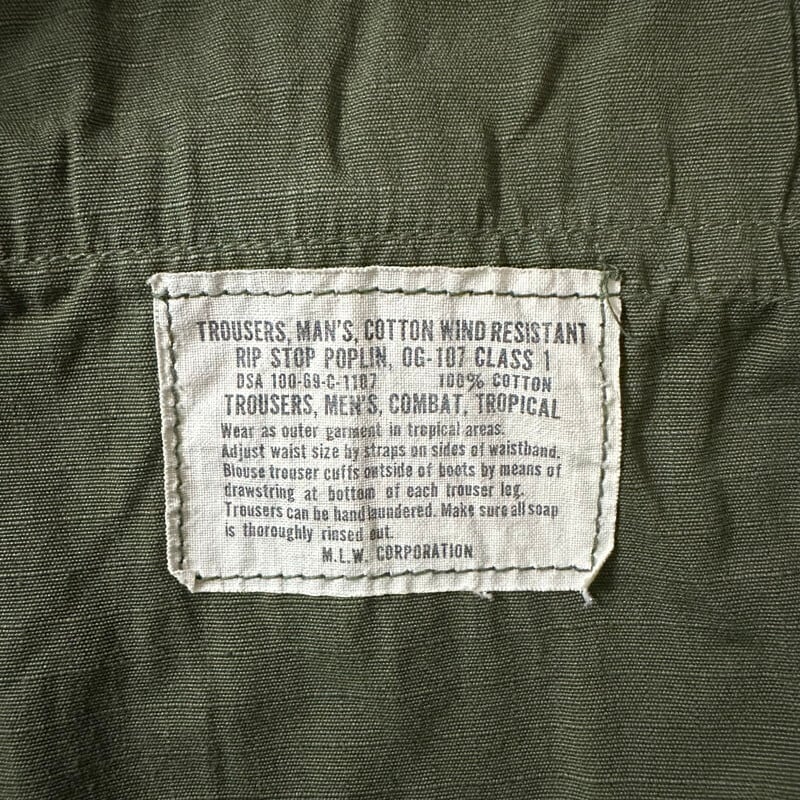 TROUSERS, MAN'S, COTTON WIND RESISTANT
RIP STOP POPLIN, OG-107 CLASS 1
DSA 100-69-C-1187 100% COTTON
TROUSERS, MEN'S, COMBAT, TROPICAL
Wear as outer garment in tropical areas.
Adjust waist size by straps on sides of waistband.
Blouse trouser cuffs outside of boots by means of
drawstring at bottom of each trouser leg.
Trousers can be hand laundered. Make sure all soap
is thoroughly rinsed out.
M.L.W. CORPORATION